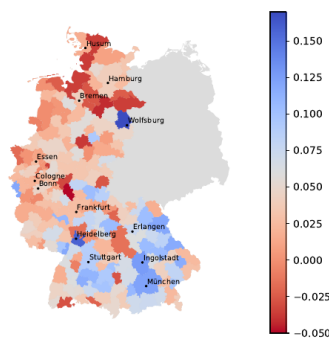 Husum
Hamburg
Bremen
Wolfsburg
Essen
Cologne
Bonn
Frankfurt
Erlangen
Heidelberg
Stuttgart
Ingolstadt
München
0.150
0.125
0.100
0.075
0.050
0.025
0.000
−0.025
−0.050